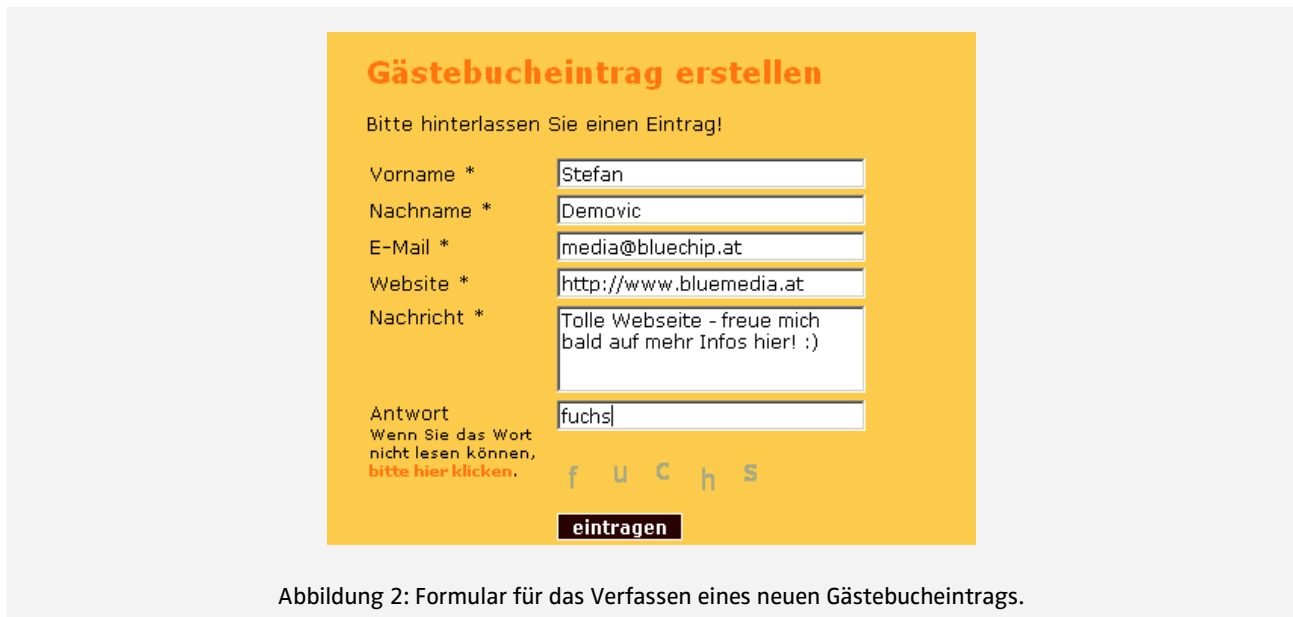 Gästebucheintrag erstellen
Bitte hinterlassen Sie einen Eintrag!
Vorname * Stefan
Nachname * Demovic
E-Mail * media@bluechip.at
Website * http://www.bluemedia.at
Nachricht * Tolle Webseite - freue mich
bald auf mehr Infos hier! :)
Antwort fuchs
Wenn Sie das Wort
nicht lesen können,
bitte hier klicken.
f u c h s
eintragen
Abbildung 2: Formular für das Verfassen eines neuen Gästebucheintrags.